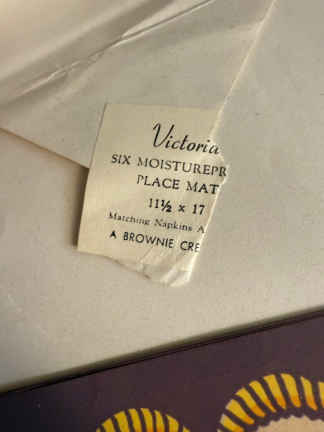 Victoria
SIX MOISTUREPR
PLACE MAT
11½ x 17
Matching Napkins A
A BROWNIE CRE